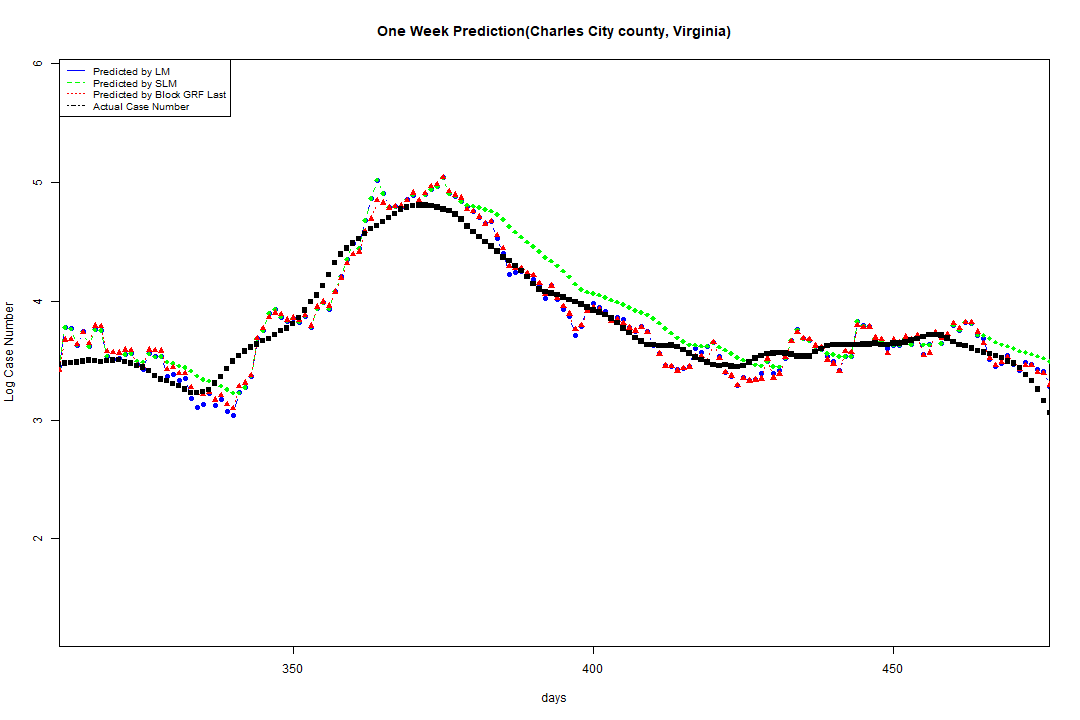 One Week Prediction(Charles City county, Virginia)
6
Predicted by LM
Predicted by SLM
Predicted by Block GRF Last
Actual Case Number
5
4
3
2
Log Case Number
350
400
450
days